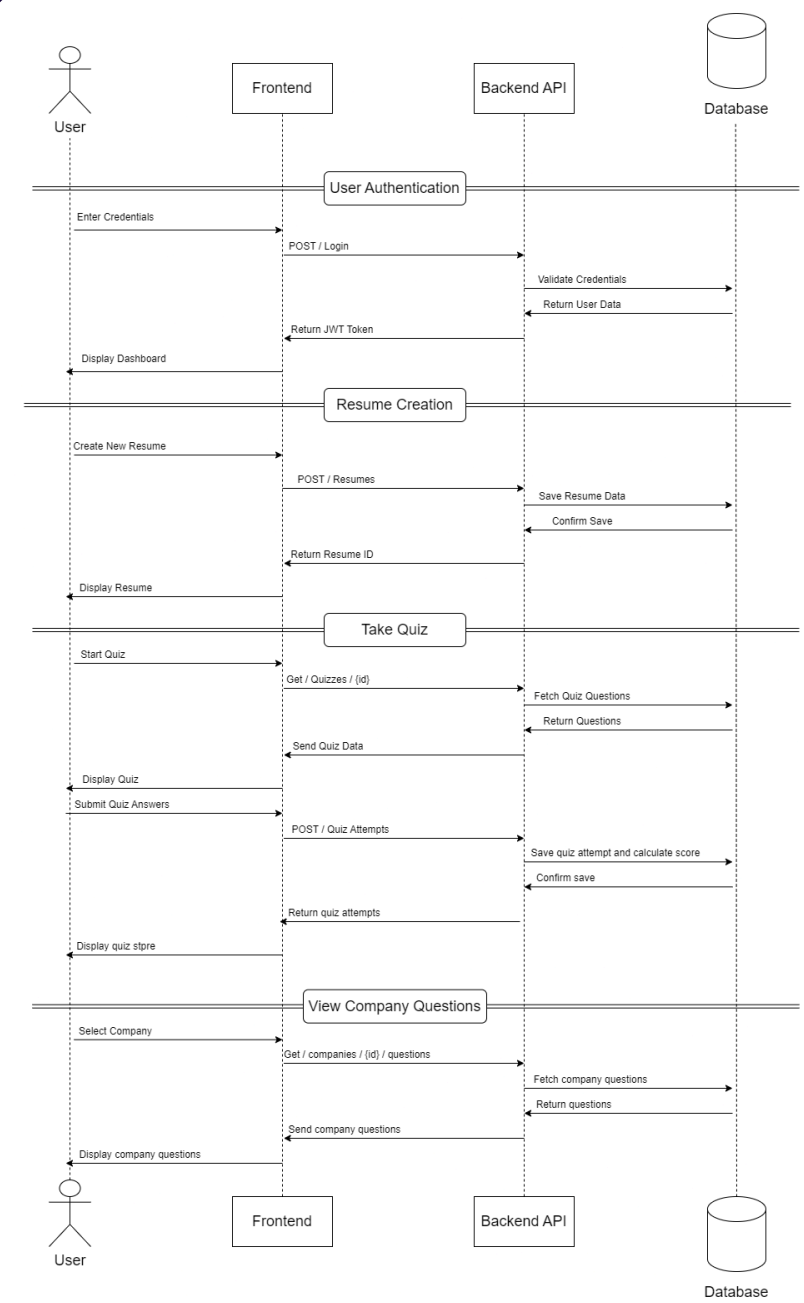 Frontend
Backend API
Database
User
User Authentication
Enter Credentials
POST / Login
Validate Credentials
Return User Data
Return JWT Token
Display Dashboard
Resume Creation
Create New Resume
POST / Resumes
Save Resume Data
Confirm Save
Return Resume ID
Display Resume
Take Quiz
Start Quiz
Get / Quizzes / {id}
Fetch Quiz Questions
Return Questions
Send Quiz Data
Display Quiz
Submit Quiz Answers
POST / Quiz Attempts
Save quiz attempt and calculate score
Confirm save
Return quiz attempts
Display quiz stpre
View Company Questions
Select Company
Get / companies / {id} / questions
Fetch company questions
Return questions
Send company questions
Display company questions
Frontend
Backend API
User
Database